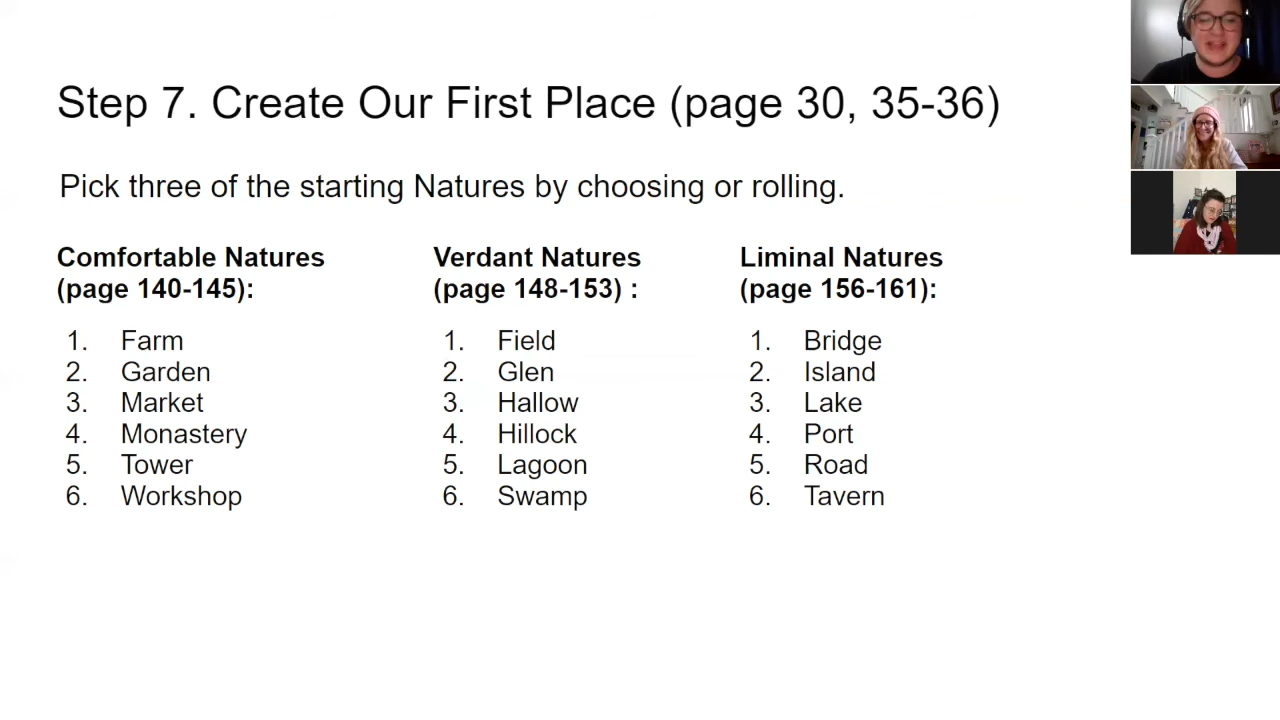 Step 7. Create Our First Place (page 30, 35-36)
Pick three of the starting Natures by choosing or rolling.
Comfortable Natures
(page 140-145):
1. Farm
2. Garden
3. Market
4. Monastery
5. Tower
6. Workshop
Verdant Natures
(page 148-153) :
1. Field
2. Glen
3. Hallow
4. Hillock
5. Lagoon
6. Swamp
Liminal Natures
(page 156-161):
1. Bridge
2. Island
3. Lake
4. Port
5. Road
6. Tavern